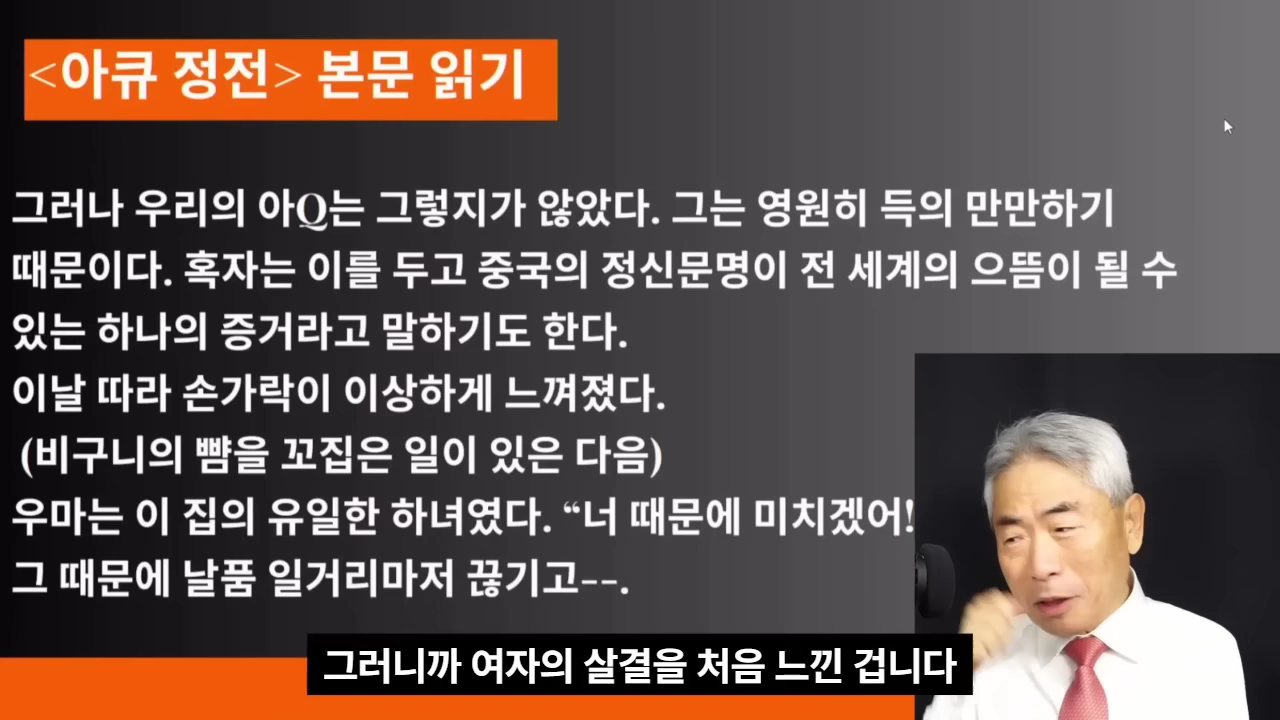 <아큐 정전> 본문 읽기
그러나 우리의 아Q는 그렇지가 않았다. 그는 영원히 득의 만만하기
때문이다. 혹자는 이를 두고 중국의 정신문명이 전 세계의 으뜸이 될 수
있는 하나의 증거라고 말하기도 한다.
이날 따라 손가락이 이상하게 느껴졌다.
(비구니의 뺨을 꼬집은 일이 있은 다음)
우마는 이 집의 유일한 하녀였다. “너 때문에 미치겠어!
그 때문에 날품 일거리마저 끊기고--.
그러니까 여자의 살결을 처음 느낀 겁니다